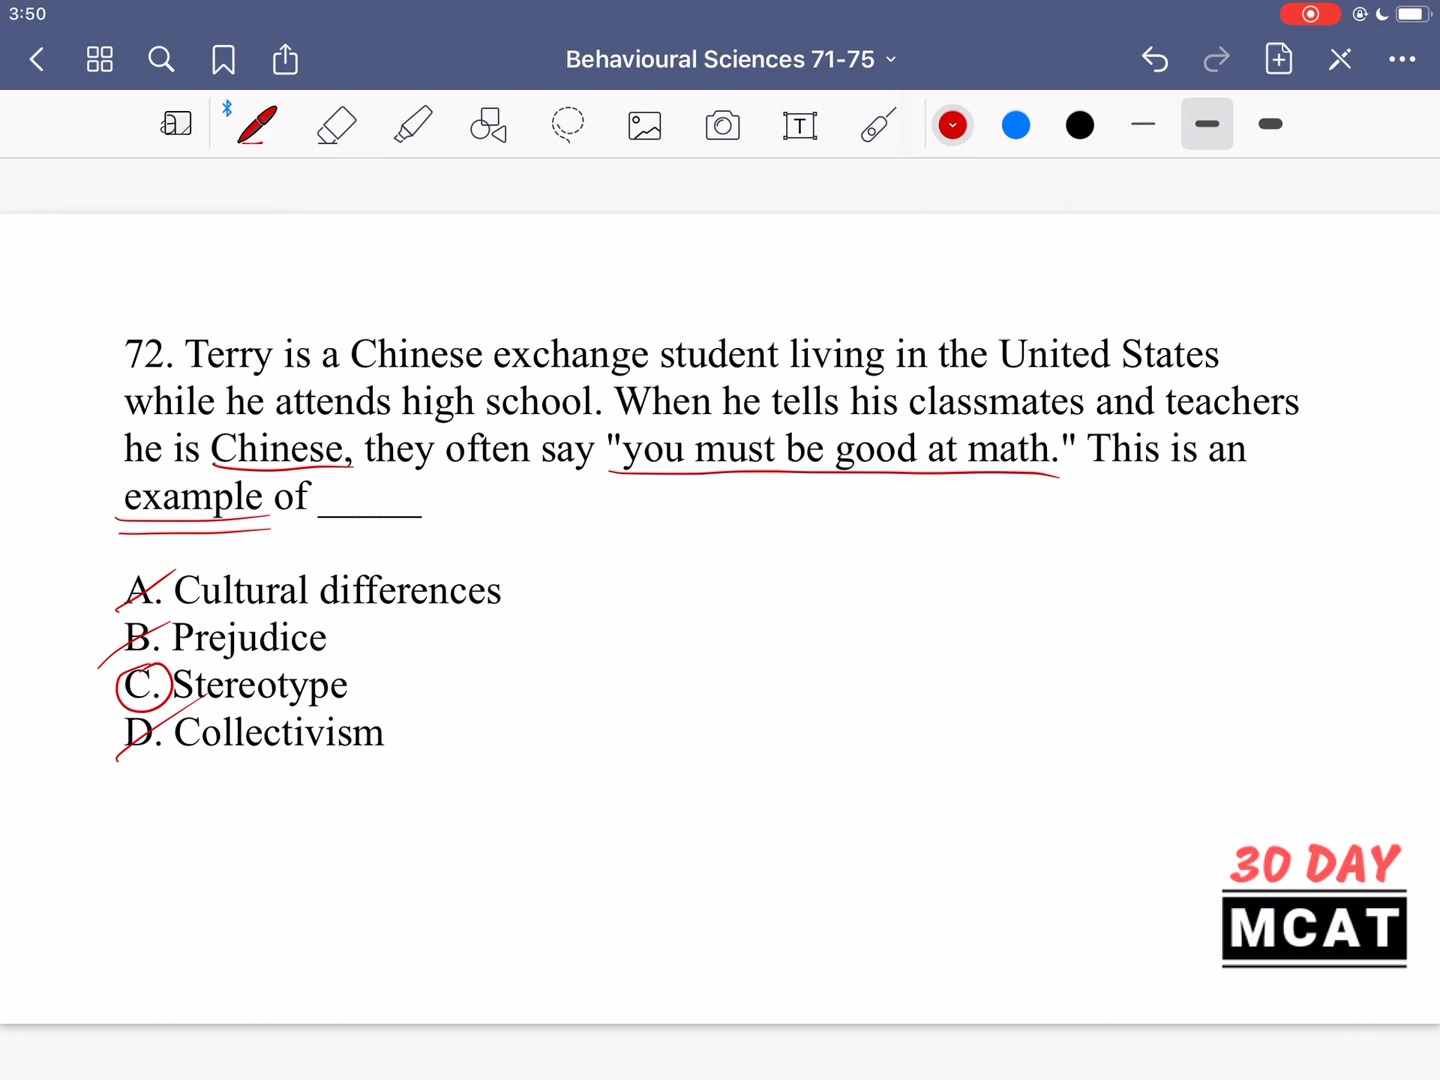 3:50
Behavioural Sciences 71-75
a
T
72. Terry is a Chinese exchange student living in the United States
while he attends high school. When he tells his classmates and teachers
he is Chinese, they often say "you must be good at math." This is an
example of _____
A. Cultural differences
B. Prejudice
C. Stereotype
D. Collectivism
30 DAY
MCAT